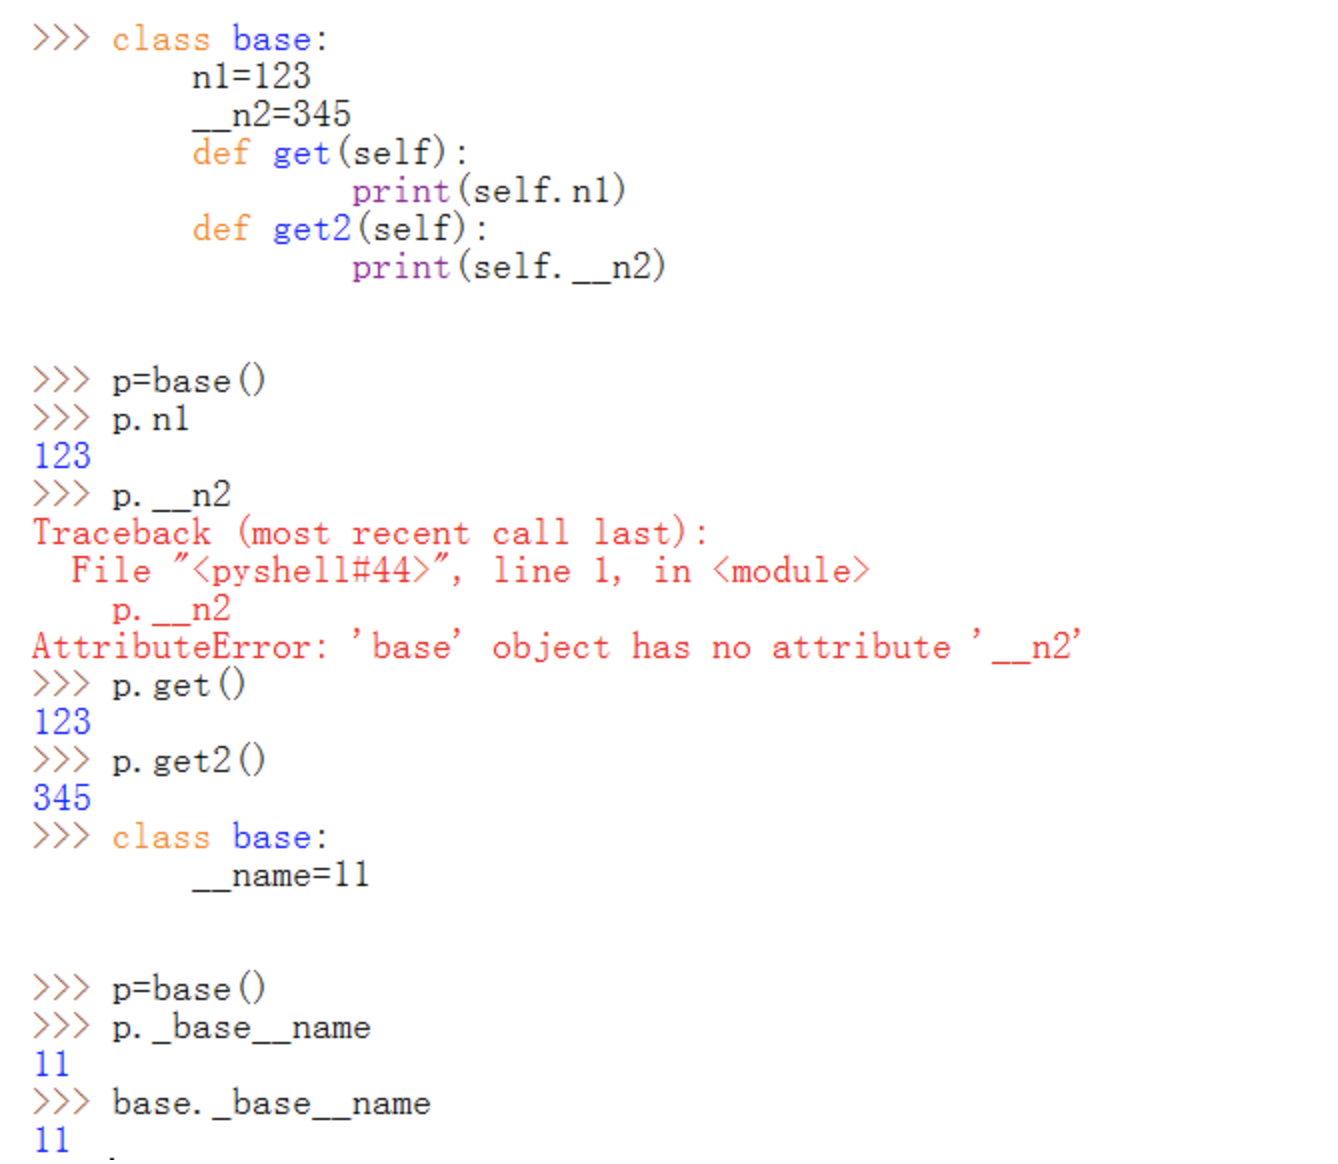 >>> class base:
        n1=123
        __n2=345
        def get(self):
                print(self.n1)
        def get2(self):
                print(self.__n2)
>>> p=base()
>>> p.n1
123
>>> p.__n2
Traceback (most recent call last):
  File "<pyshell#44>", line 1, in <module>
    p.__n2
AttributeError: 'base' object has no attribute '__n2'
>>> p.get()
123
>>> p.get2()
345
>>> class base:
        __name=11
>>> p=base()
>>> p._base__name
11
>>> base._base__name
11